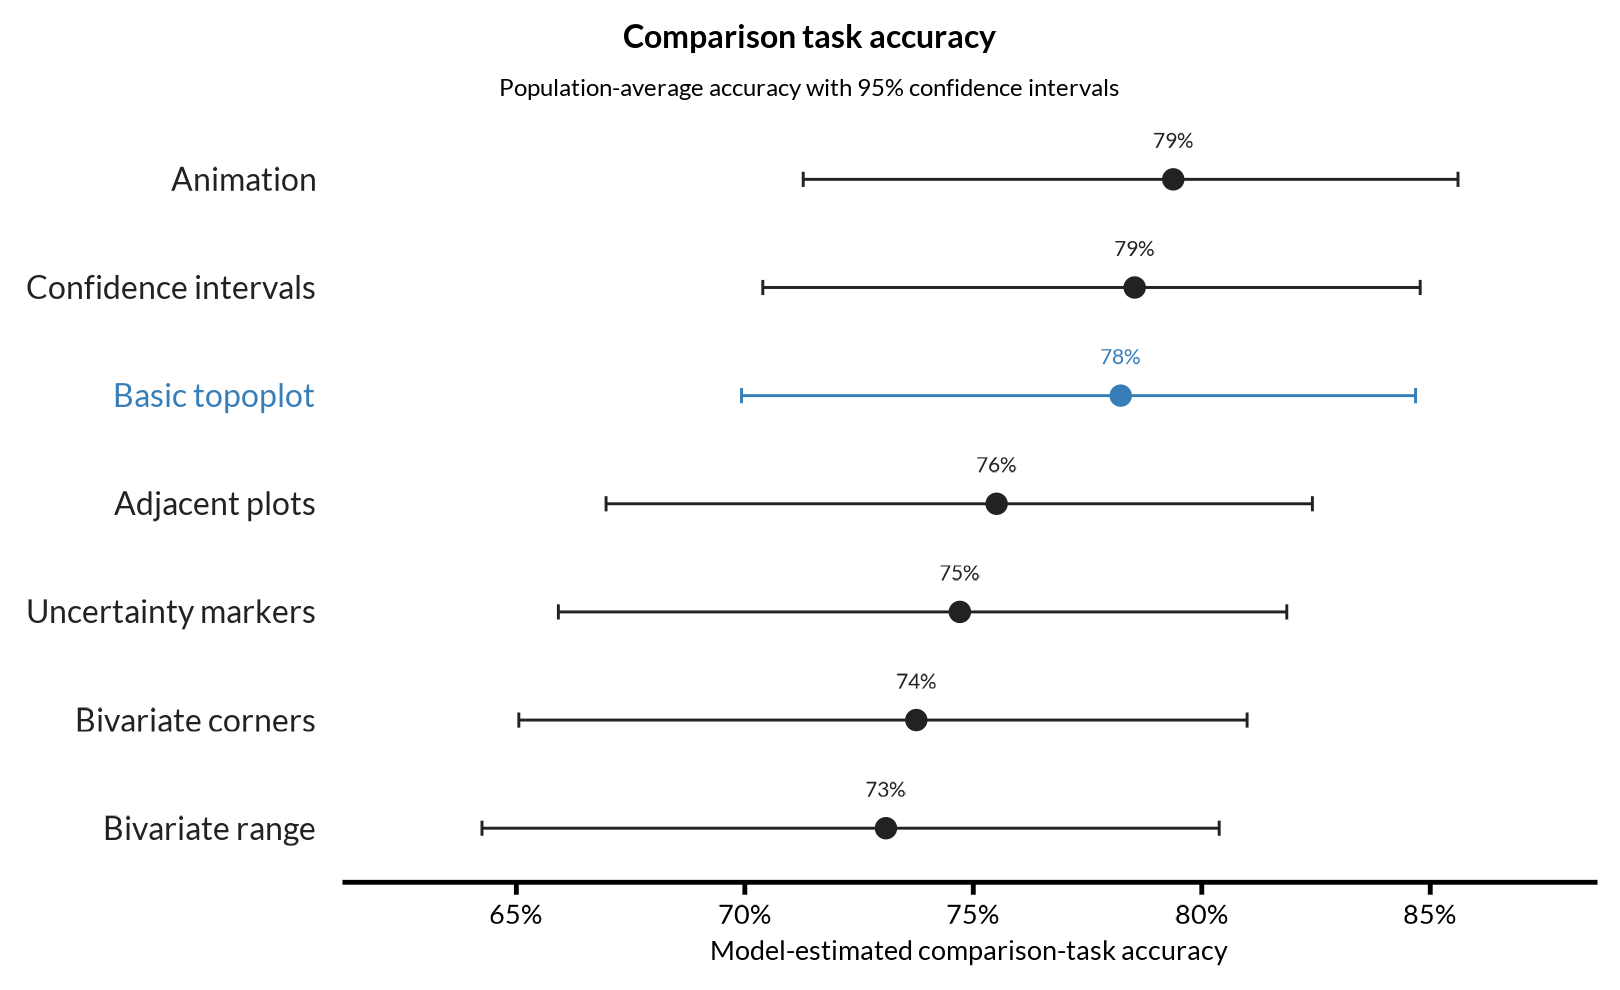 Comparison task accuracy
Population-average accuracy with 95% confidence intervals
79%
Animation
79%
Confidence intervals
78%
Basic topoplot
76%
Adjacent plots
75%
Uncertainty markers
74%
Bivariate corners
73%
Bivariate range
65% 70% 75% 80% 85%
Model-estimated comparison-task accuracy